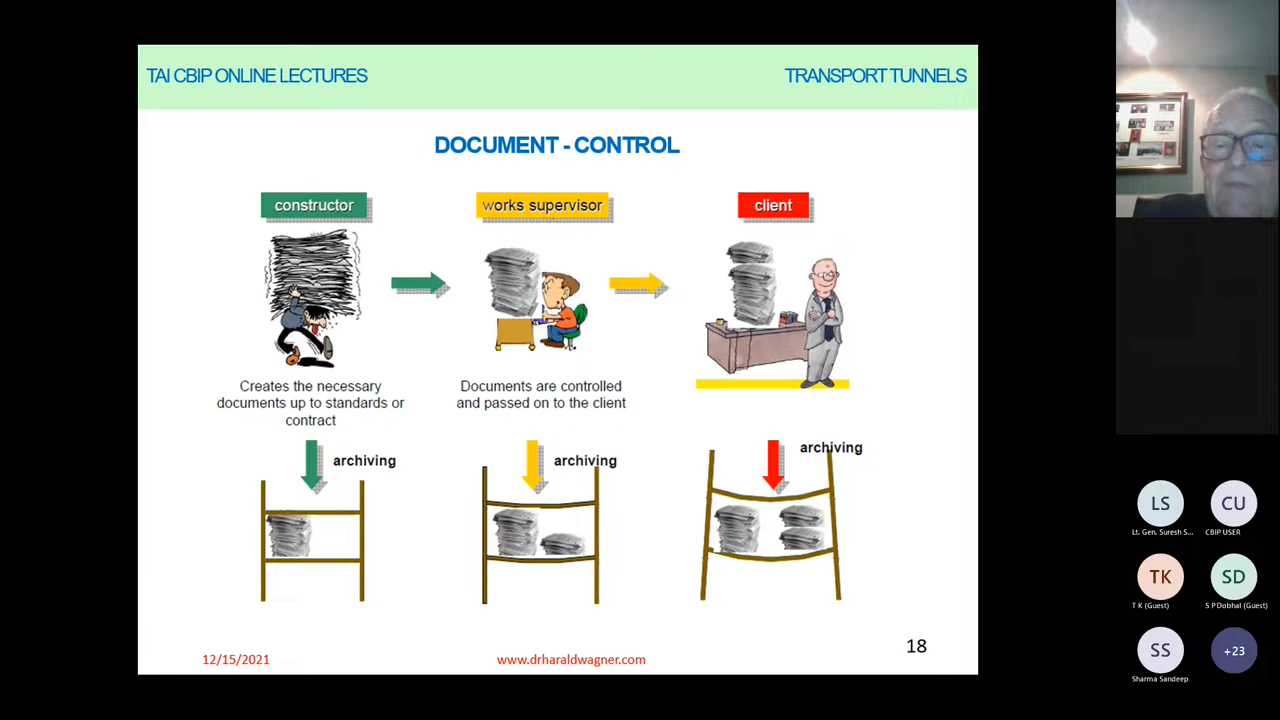 TAI CBIP ONLINE LECTURES
TRANSPORT TUNNELS
DOCUMENT - CONTROL
constructor
works supervisor
client
Creates the necessary
documents up to standards or
contract
Documents are controlled
and passed on to the client
archiving
archiving
archiving
12/15/2021
www.drharaldwagner.com
18
LS
CU
Lt. Gen. Suresh S...
CBIP USER
TK
SD
T K (Guest)
S P Dobhal (Guest)
SS
+23
Sharma Sandeep